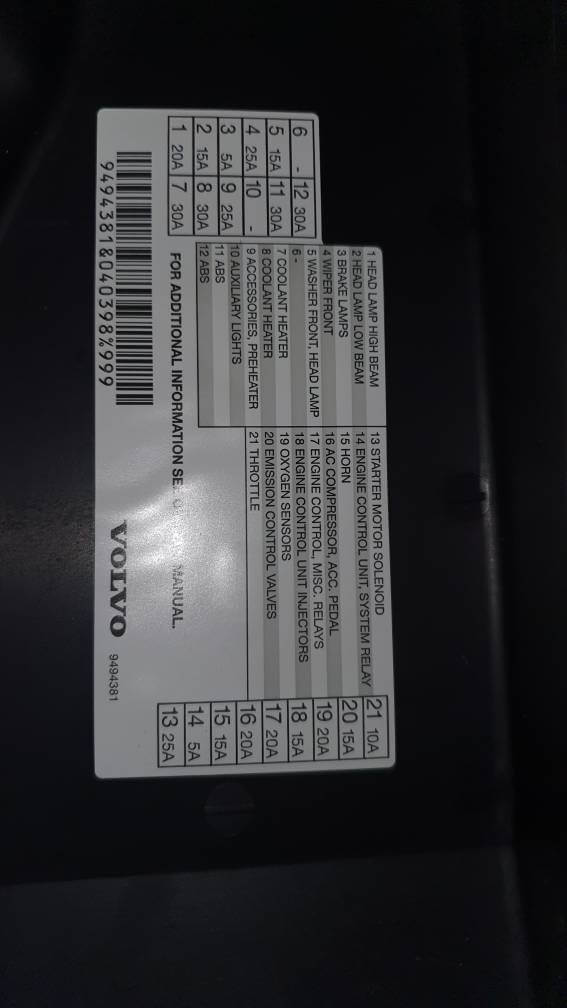 6 - 12 30A
5 15A 11 30A
4 25A 10 -
3 5A 9 25A
2 15A 8 30A
1 20A 7 30A
1 HEAD LAMP HIGH BEAM
2 HEAD LAMP LOW BEAM
3 BRAKE LAMPS
4 WIPER FRONT
5 WASHER FRONT, HEAD LAMP
6 -
7 COOLANT HEATER
8 COOLANT HEATER
9 ACCESSORIES, PREHEATER
10 AUXILIARY LIGHTS
11 ABS
12 ABS
13 STARTER MOTOR SOLENOID
14 ENGINE CONTROL UNIT, SYSTEM RELAY
15 HORN
16 AC COMPRESSOR, ACC. PEDAL
17 ENGINE CONTROL, MISC. RELAYS
18 ENGINE CONTROL UNIT INJECTORS
19 OXYGEN SENSORS
20 EMISSION CONTROL VALVES
21 THROTTLE
21 10A
20 15A
19 20A
18 15A
17 20A
16 20A
15 15A
14 5A
13 25A
FOR ADDITIONAL INFORMATION MANUAL.
9494381&040398%999
VOLVO 9494381